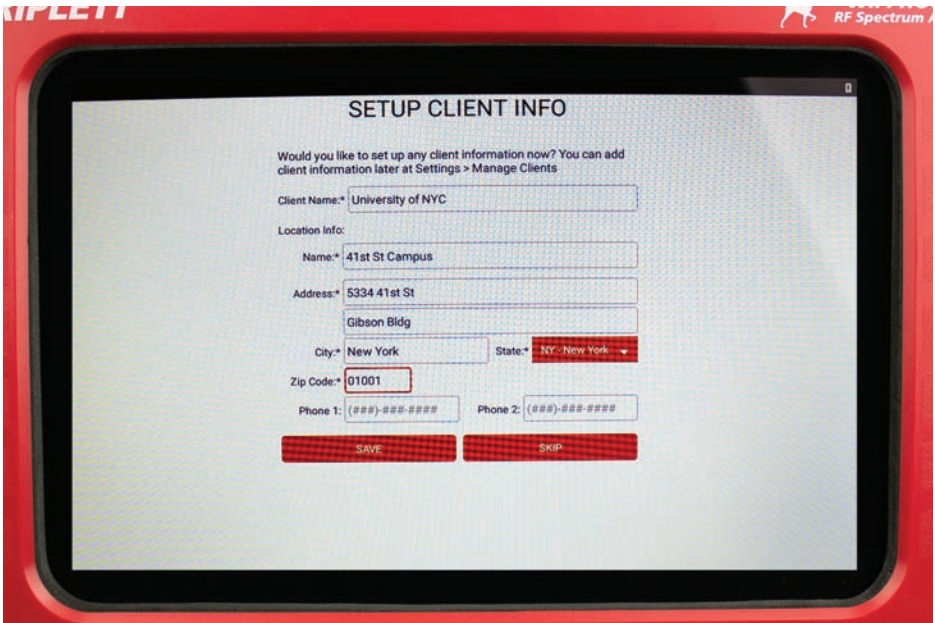 RF Spectrum
SETUP CLIENT INFO
Would you like to set up any client information now? You can add
client information later at Settings > Manage Clients
Client Name:* University of NYC
Location Info:
Name:* 41st St Campus
Address:* 5334 41st St
Gibson Bldg
City:* New York State:* NY - New York
Zip Code:* 01001
Phone 1: (###)-###-#### Phone 2: (###)-###-####
SAVE SKIP